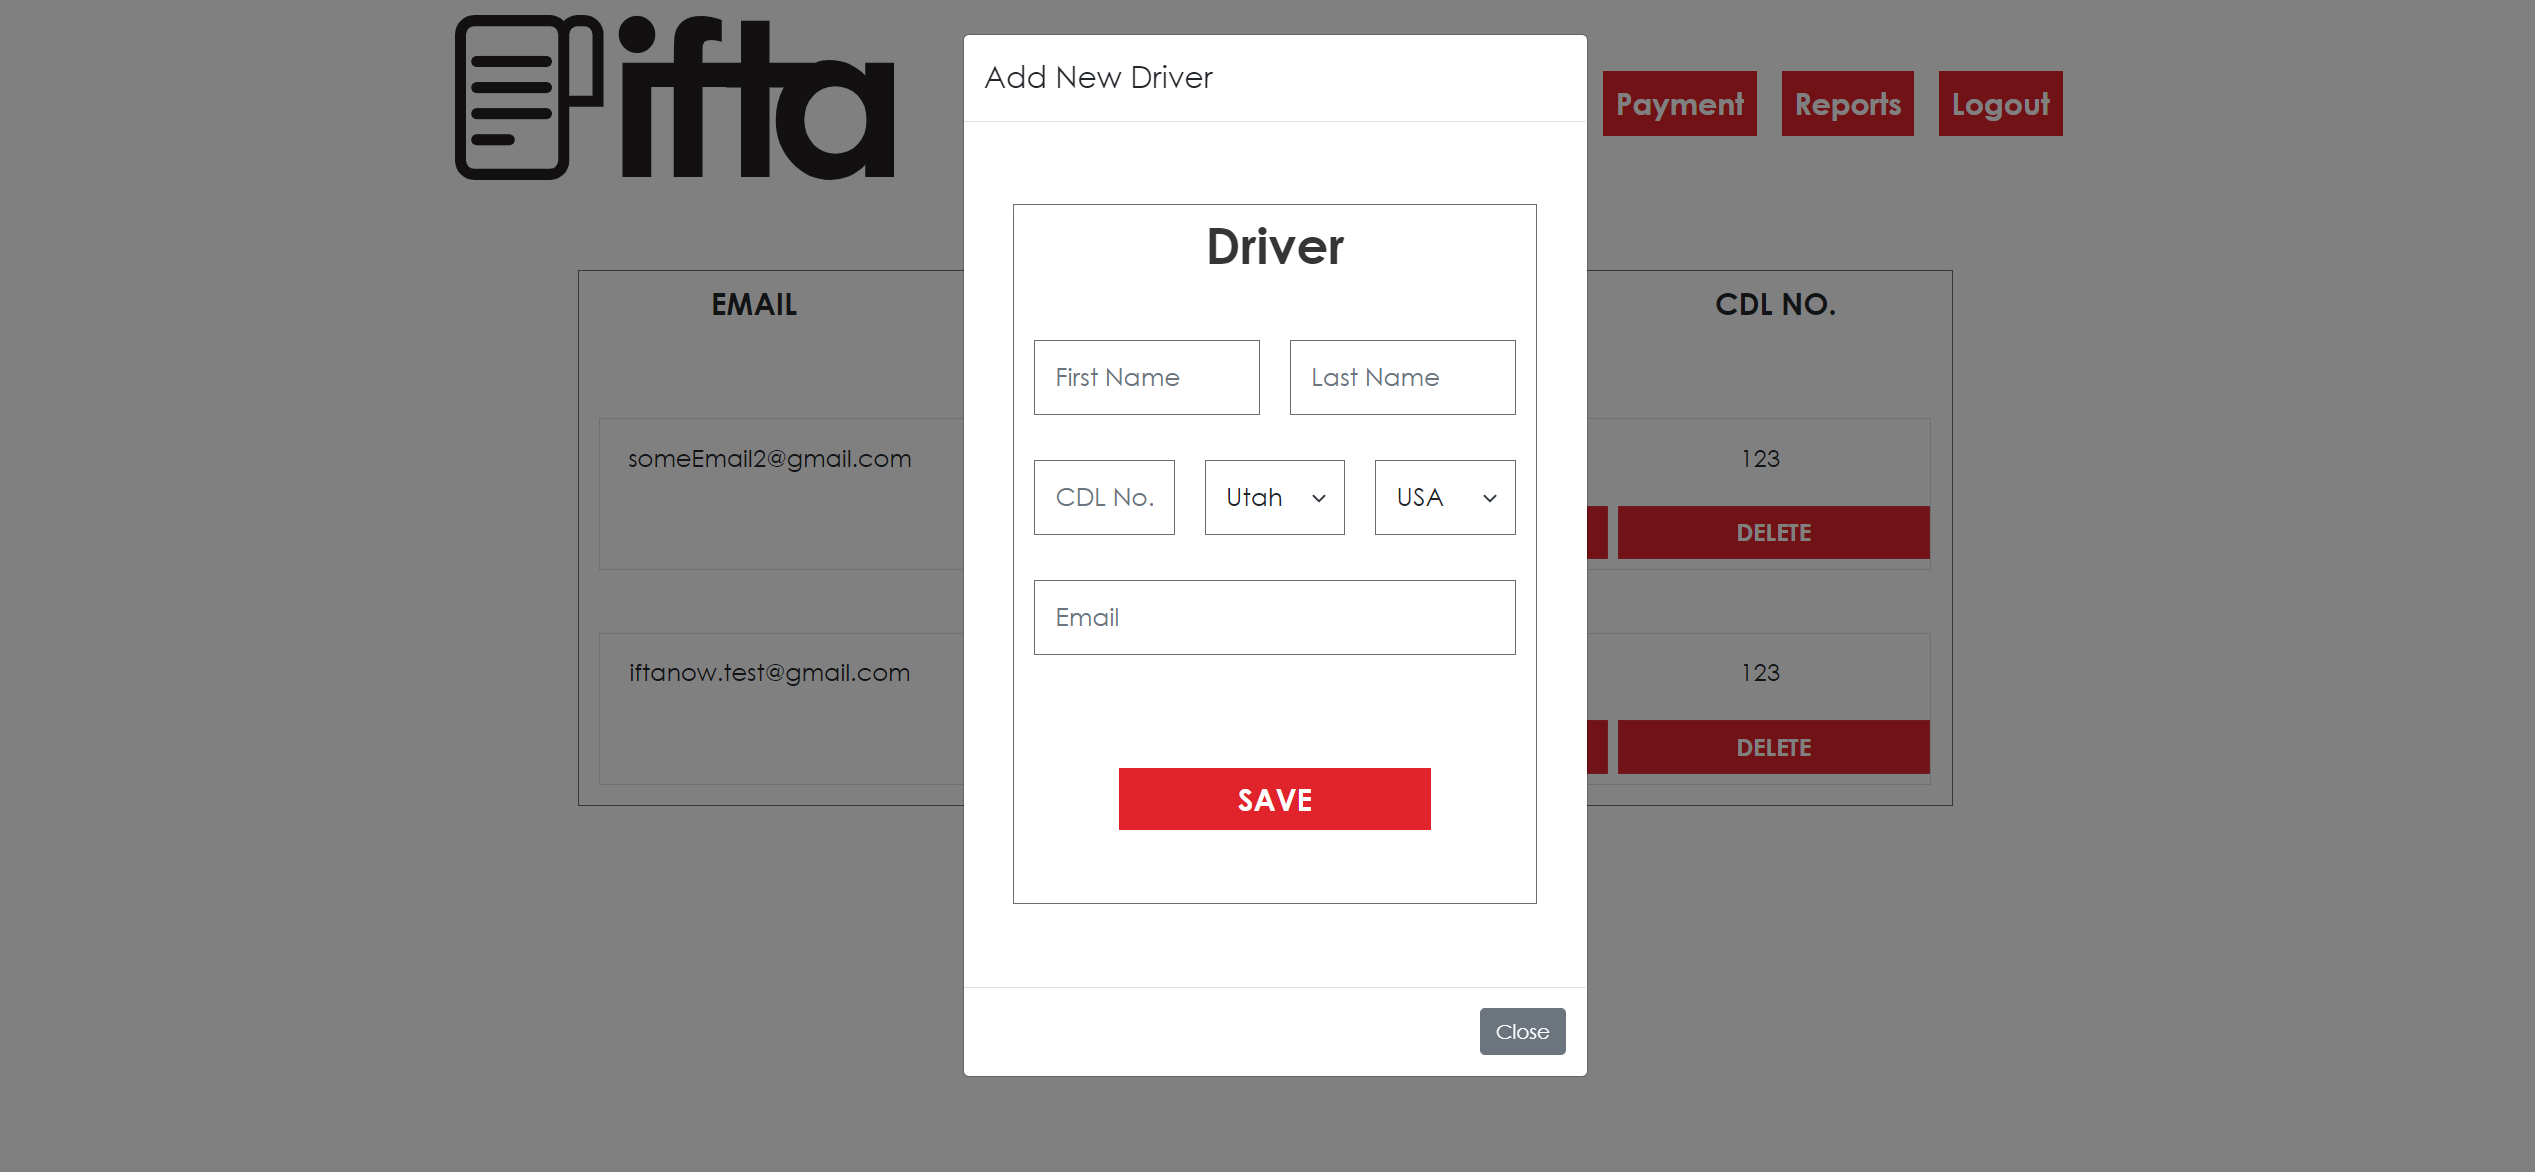 ifta
Payment
Reports
Logout
Add New Driver
Driver
First Name
Last Name
CDL No.
Utah
USA
Email
SAVE
Close
EMAIL
CDL NO.
someEmail2@gmail.com
123
DELETE
iftanow.test@gmail.com
123
DELETE